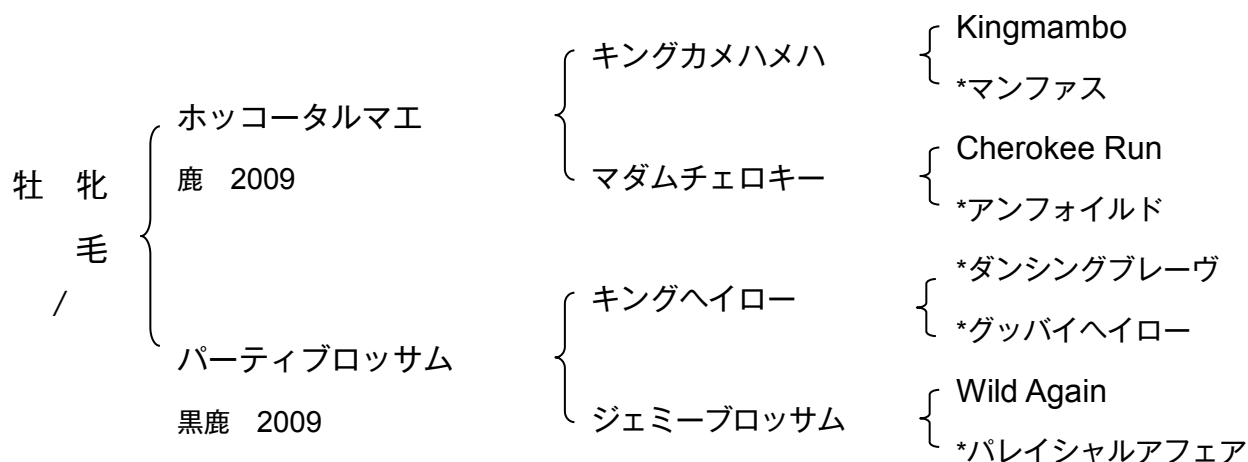 牡 牝
毛
/
ホッコータルマエ
鹿 2009
パーティブロッサム
黒鹿 2009
キングカメハメハ
マダムチェロキー
キングヘイロー
ジェミーブロッサム
Kingmambo
*マンファス
Cherokee Run
*アンフォイルド
*ダンシングブレーヴ
*グッバイヘイロー
Wild Again
*パレイシャルアフェア